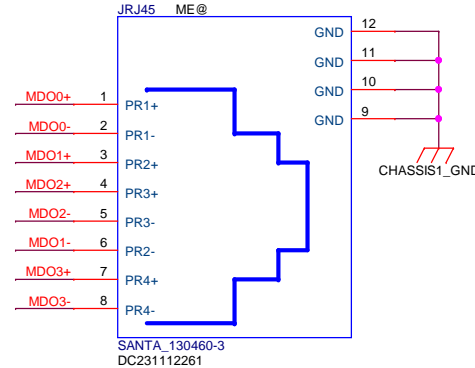 JRJ45 ME@
GND 12
GND 11
GND 10
GND 9
CHASSIS1_GND
MDO0+ 1 PR1+
MDO0- 2 PR1-
MDO1+ 3 PR2+
MDO2+ 4 PR3+
MDO2- 5 PR3-
MDO1- 6 PR2-
MDO3+ 7 PR4+
MDO3- 8 PR4-
SANTA_130460-3
DC231112261